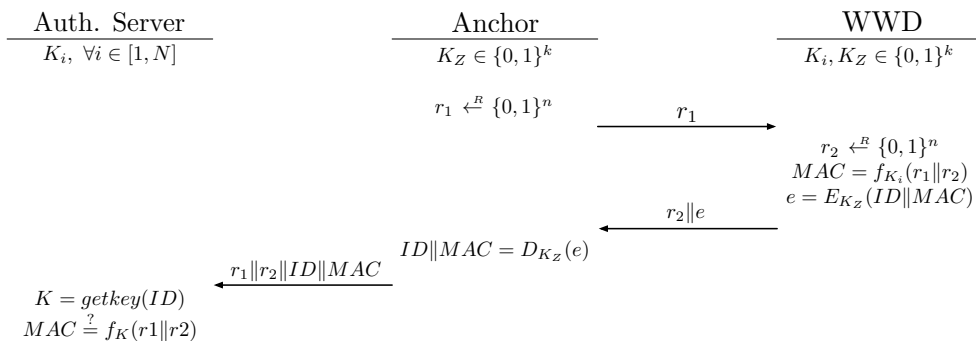 Auth. Server Anchor WWD
K_i, ∀i ∈ [1, N] K_Z ∈ {0, 1}^k K_i, K_Z ∈ {0, 1}^k
r_1 ←^R {0, 1}^n
r_1
r_2 ←^R {0, 1}^n
MAC = f_{K_i}(r_1‖r_2)
e = E_{K_Z}(ID‖MAC)
r_2‖e
ID‖MAC = D_{K_Z}(e)
r_1‖r_2‖ID‖MAC
K = getkey(ID)
MAC ≟ f_K(r1‖r2)